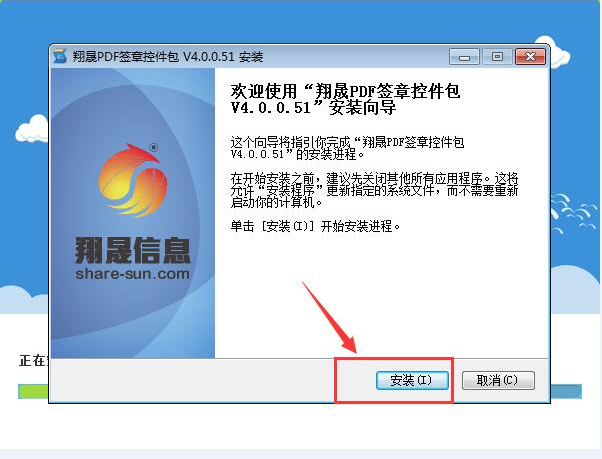 翔晟PDF签章控件包 V4.0.0.51 安装
欢迎使用“翔晟PDF签章控件包
V4.0.0.51”安装向导
这个向导将指引你完成“翔晟PDF签章控件包
V4.0.0.51”的安装进程。
在开始安装之前，建议先关闭其他所有应用程序。这将
允许“安装程序”更新指定的系统文件，而不需要重新
启动你的计算机。
单击 [安装(I)] 开始安装进程。
®
翔晟信息
share-sun.com
正在
安装(I)
取消(C)